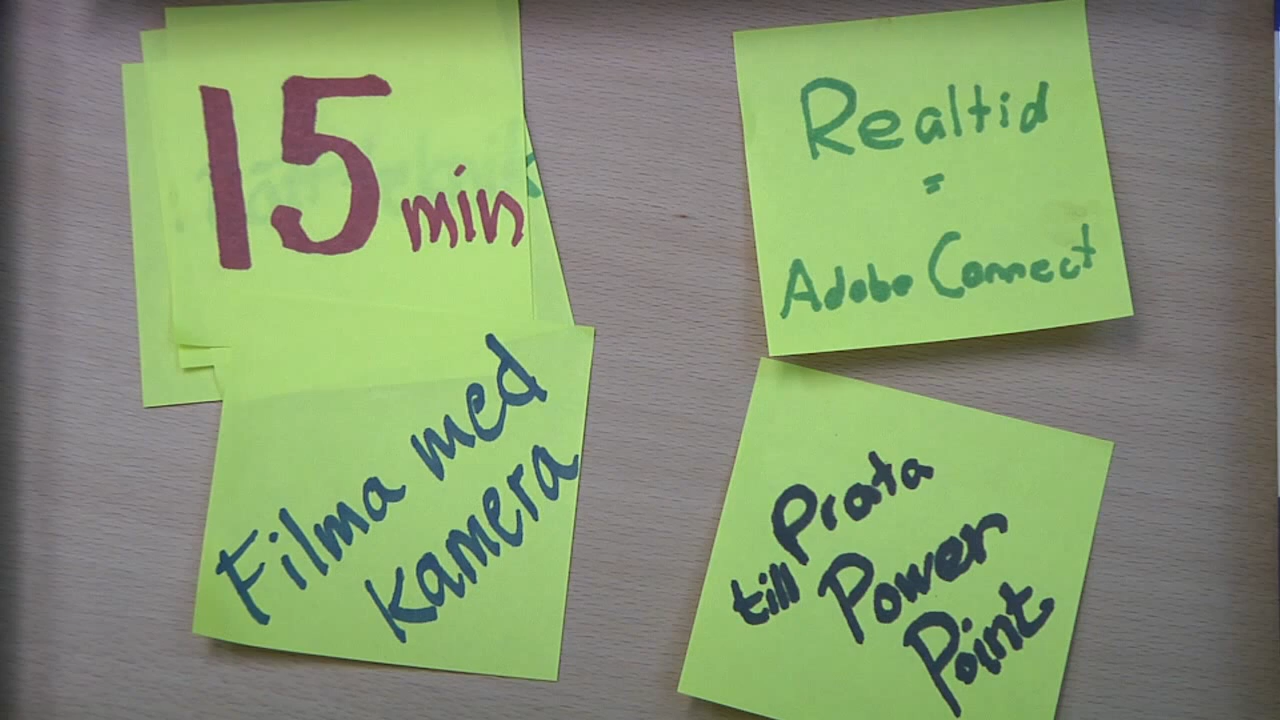 15 min
Realtid
=
Adobe Connect
Filma med
kamera
Prata
till Power
Point